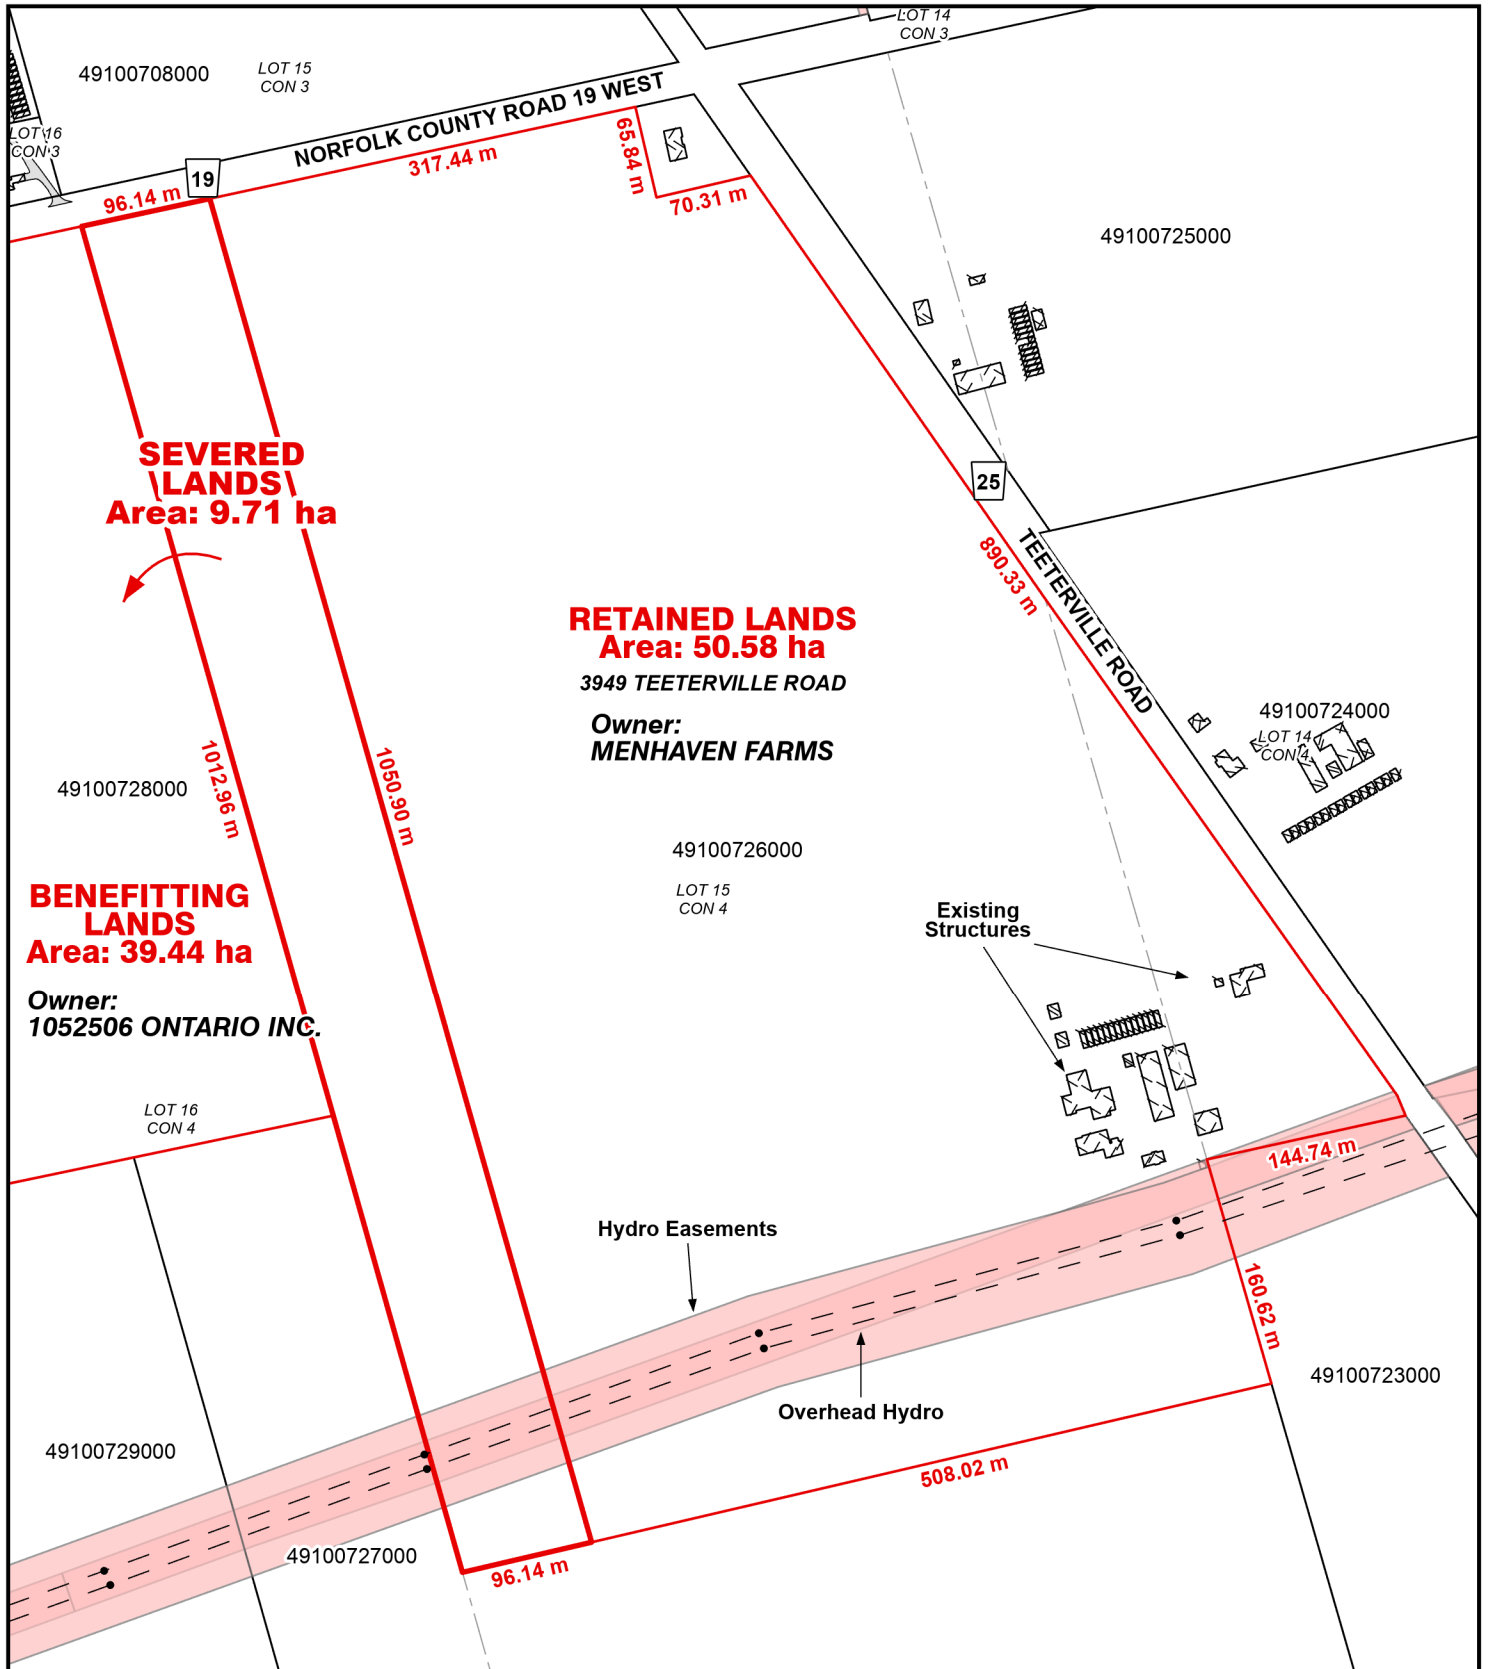 LOT 14
CON 3
49100708000
LOT 15
CON 3
NORFOLK COUNTY ROAD 19 WEST
LOT 16
CON 3
19
96.14 m
317.44 m
65.84 m
70.31 m
49100725000
SEVERED
LANDS
Area: 9.71 ha
25
TEETERVILLE ROAD
890.33 m
RETAINED LANDS
Area: 50.58 ha
3949 TEETERVILLE ROAD
Owner:
MENHAVEN FARMS
49100724000
LOT 14
CON 4
1012.96 m
1050.90 m
49100728000
49100726000
LOT 15
CON 4
BENEFITTING
LANDS
Area: 39.44 ha
Owner:
1052506 ONTARIO INC.
Existing
Structures
LOT 16
CON 4
144.74 m
Hydro Easements
160.62 m
49100723000
Overhead Hydro
49100729000
508.02 m
49100727000
96.14 m